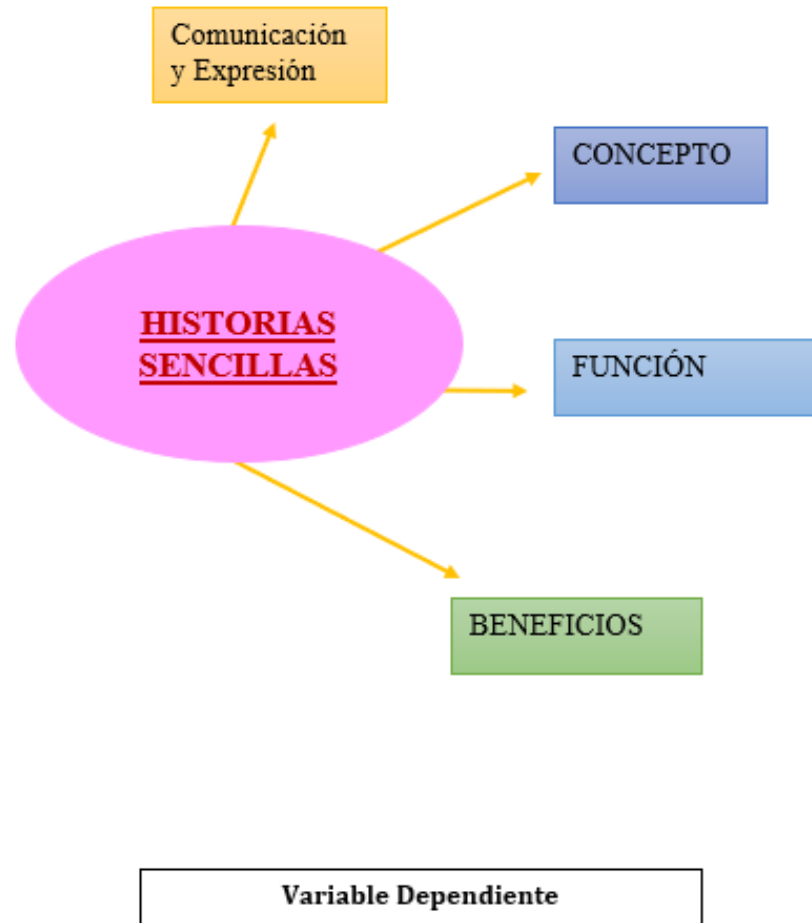 Comunicación
y Expresión
CONCEPTO
HISTORIAS
SENCILLAS
FUNCIÓN
BENEFICIOS
Variable Dependiente